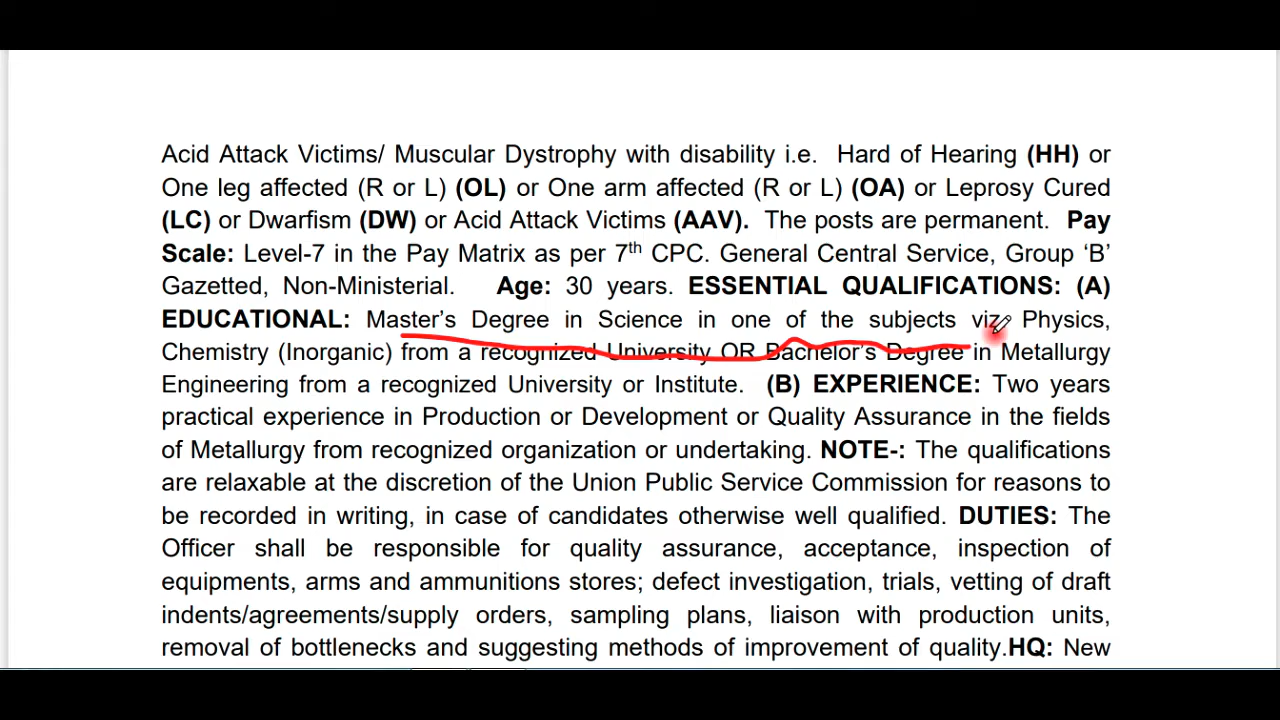 Acid Attack Victims/ Muscular Dystrophy with disability i.e. Hard of Hearing (HH) or
One leg affected (R or L) (OL) or One arm affected (R or L) (OA) or Leprosy Cured
(LC) or Dwarfism (DW) or Acid Attack Victims (AAV). The posts are permanent. Pay
Scale: Level-7 in the Pay Matrix as per 7th CPC. General Central Service, Group ‘B’
Gazetted, Non-Ministerial. Age: 30 years. ESSENTIAL QUALIFICATIONS: (A)
EDUCATIONAL: Master’s Degree in Science in one of the subjects viz. Physics,
Chemistry (Inorganic) from a recognized University OR Bachelor’s Degree in Metallurgy
Engineering from a recognized University or Institute. (B) EXPERIENCE: Two years
practical experience in Production or Development or Quality Assurance in the fields
of Metallurgy from recognized organization or undertaking. NOTE-: The qualifications
are relaxable at the discretion of the Union Public Service Commission for reasons to
be recorded in writing, in case of candidates otherwise well qualified. DUTIES: The
Officer shall be responsible for quality assurance, acceptance, inspection of
equipments, arms and ammunitions stores; defect investigation, trials, vetting of draft
indents/agreements/supply orders, sampling plans, liaison with production units,
removal of bottlenecks and suggesting methods of improvement of quality.HQ: New